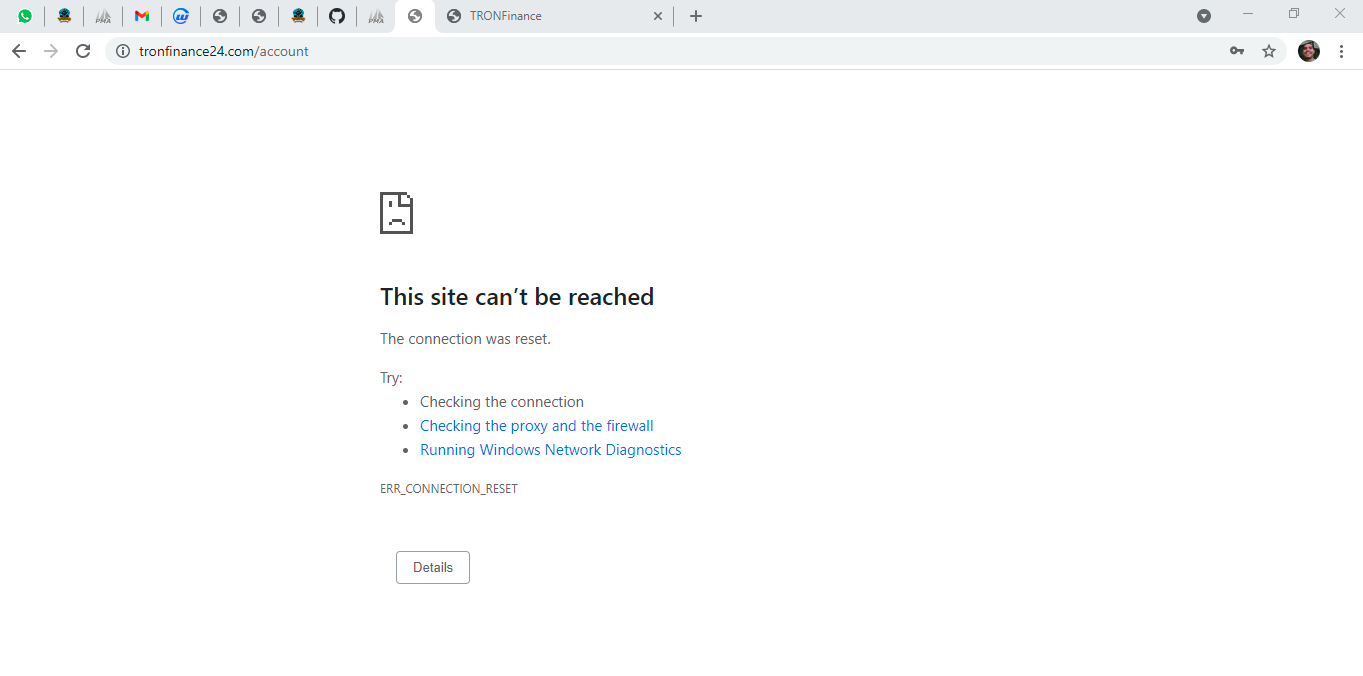 TRONFinance
tronfinance24.com/account
This site can’t be reached
The connection was reset.
Try:
Checking the connection
Checking the proxy and the firewall
Running Windows Network Diagnostics
ERR_CONNECTION_RESET
Details